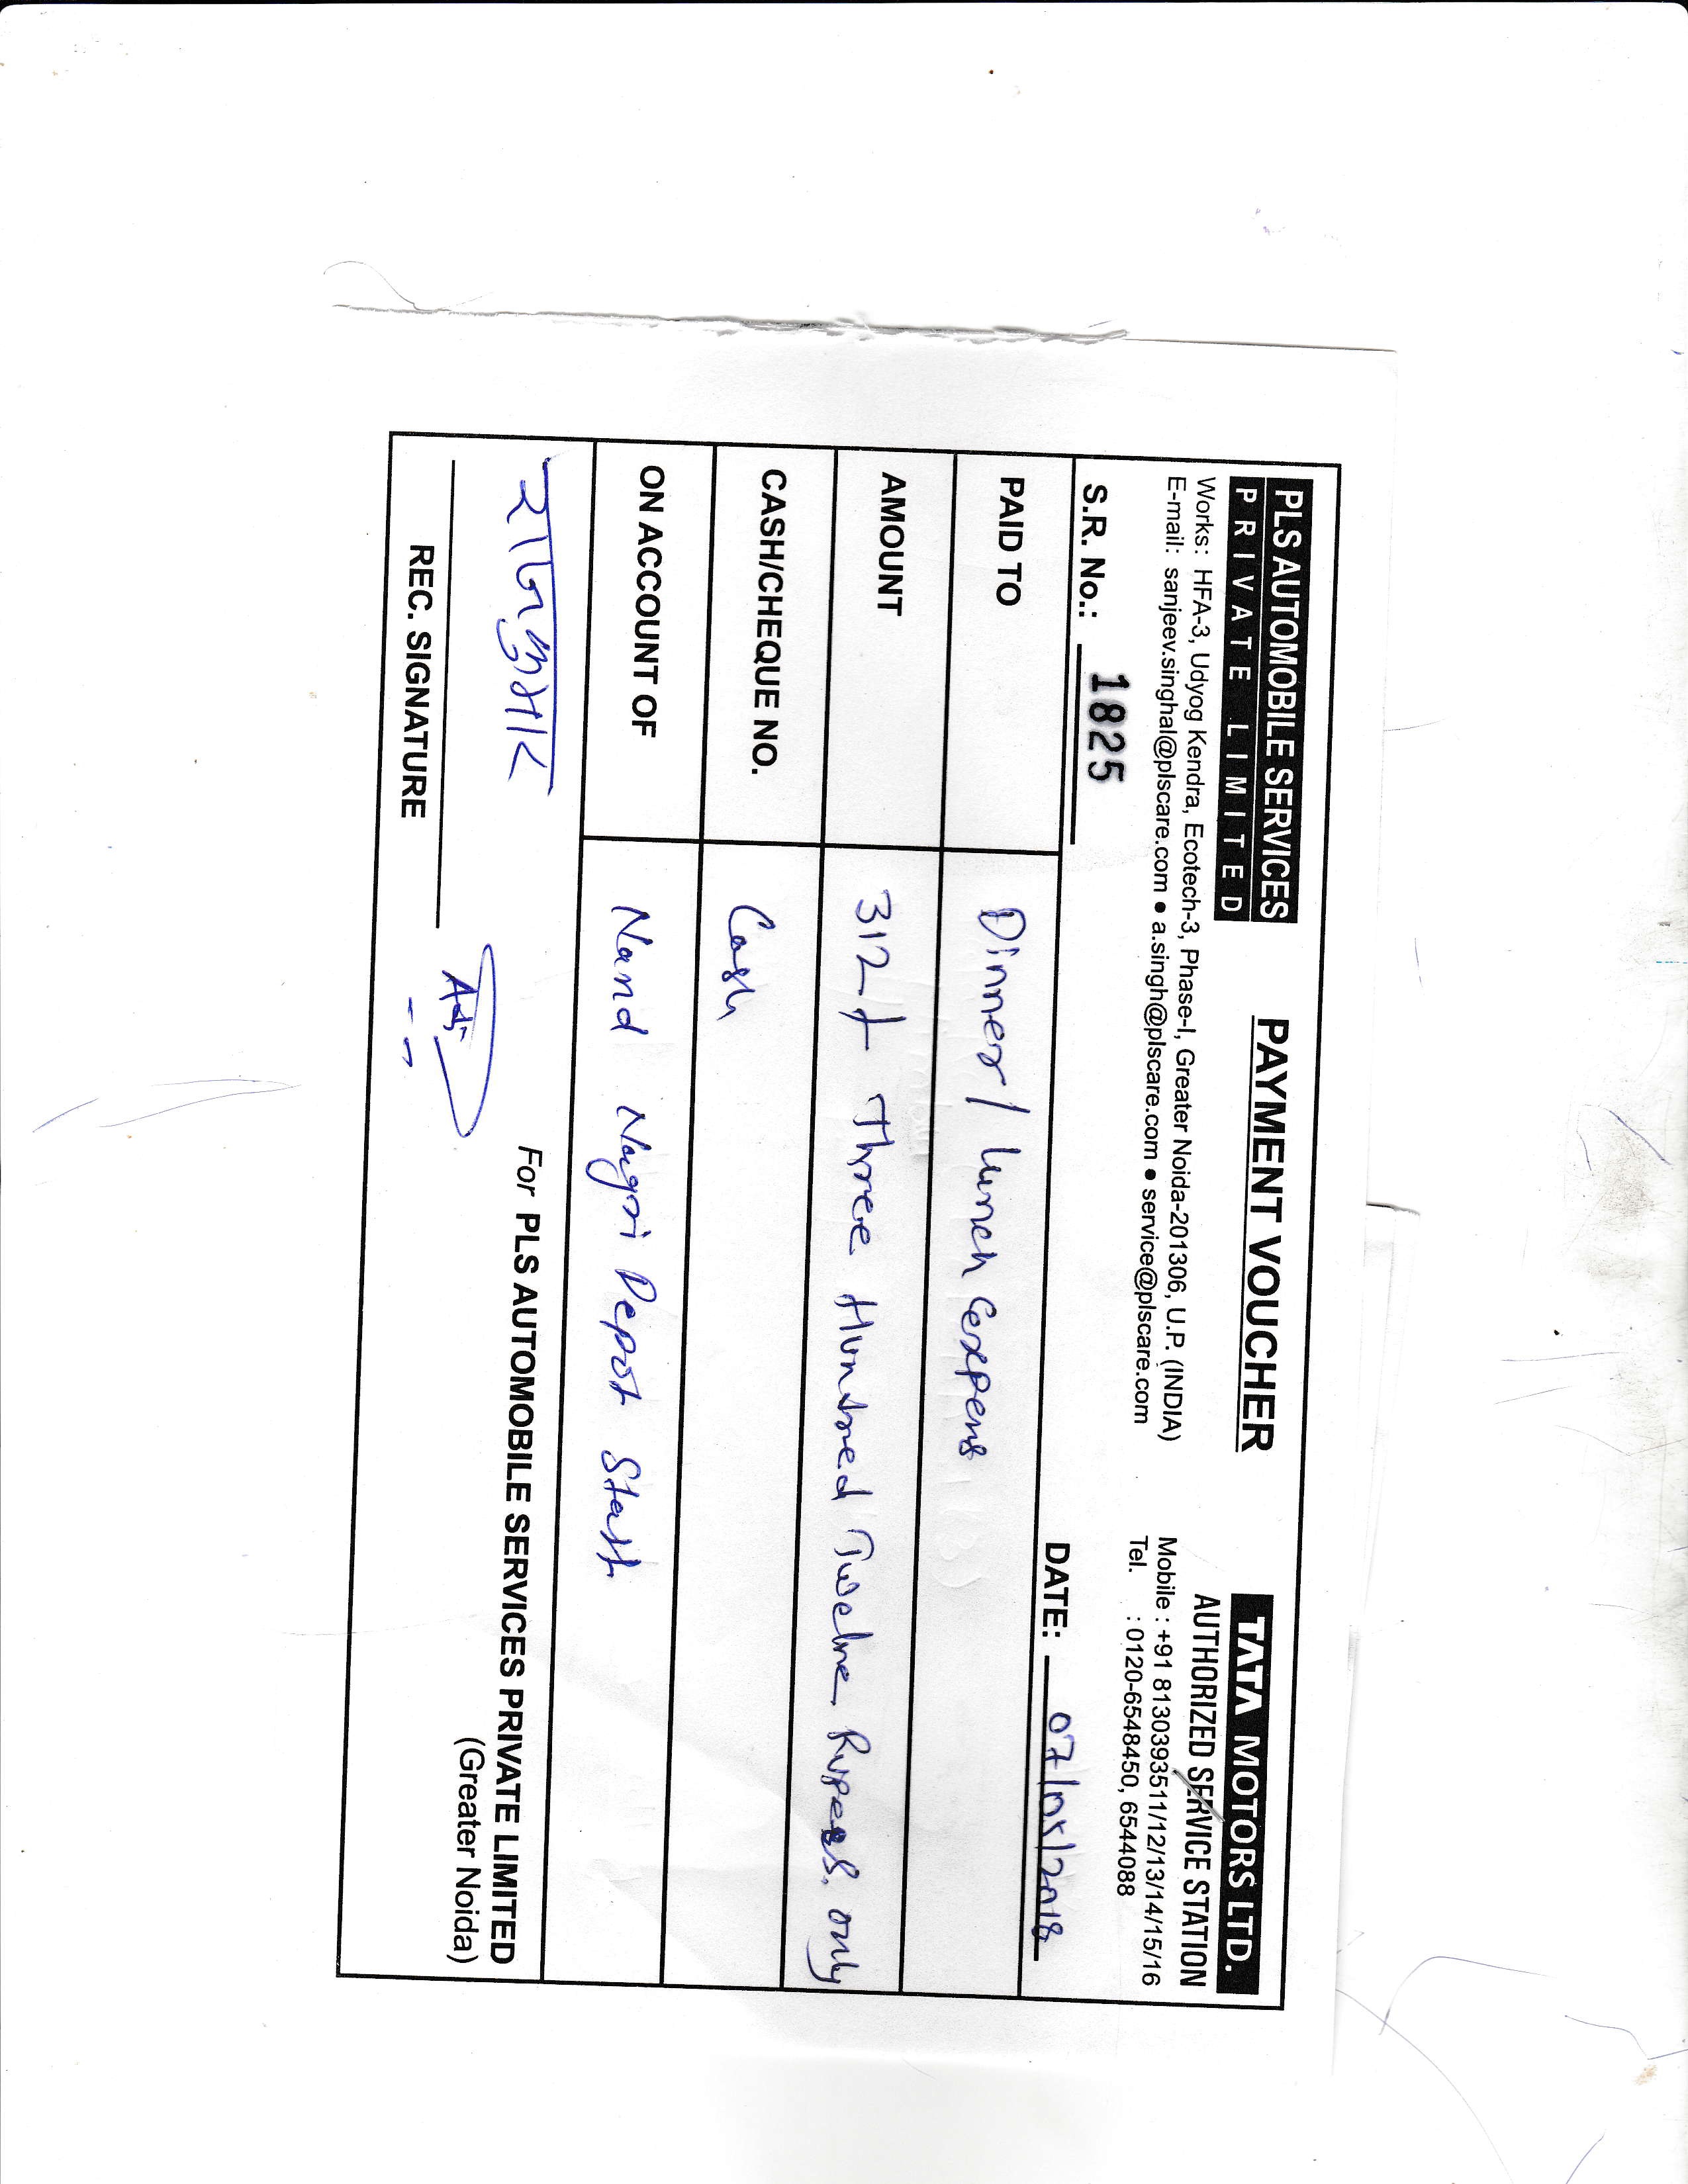 PLS AUTOMOBILE SERVICES
PRIVATE LIMITED
PAYMENT VOUCHER
TATA MOTORS LTD.
AUTHORIZED SERVICE STATION
Works: HFA-3, Udyog Kendra, Ecotech-3, Phase-I, Greater Noida-201306, U.P. (INDIA)
E-mail: sanjeev.singhal@plscare.com ● a.singh@plscare.com ● service@plscare.com
Mobile : +91 8130393511/12/13/14/15/16
Tel. : 0120-6548450, 6544088
S.R. No.: 1825
DATE: 07/05/2018
PAID TO Dinner / lunch expens
AMOUNT 312/ Three Hundred Twelve Rupees. only
CASH/CHEQUE NO. Cash
ON ACCOUNT OF Nand Nagri Depot Staff
For PLS AUTOMOBILE SERVICES PRIVATE LIMITED
(Greater Noida)
REC. SIGNATURE